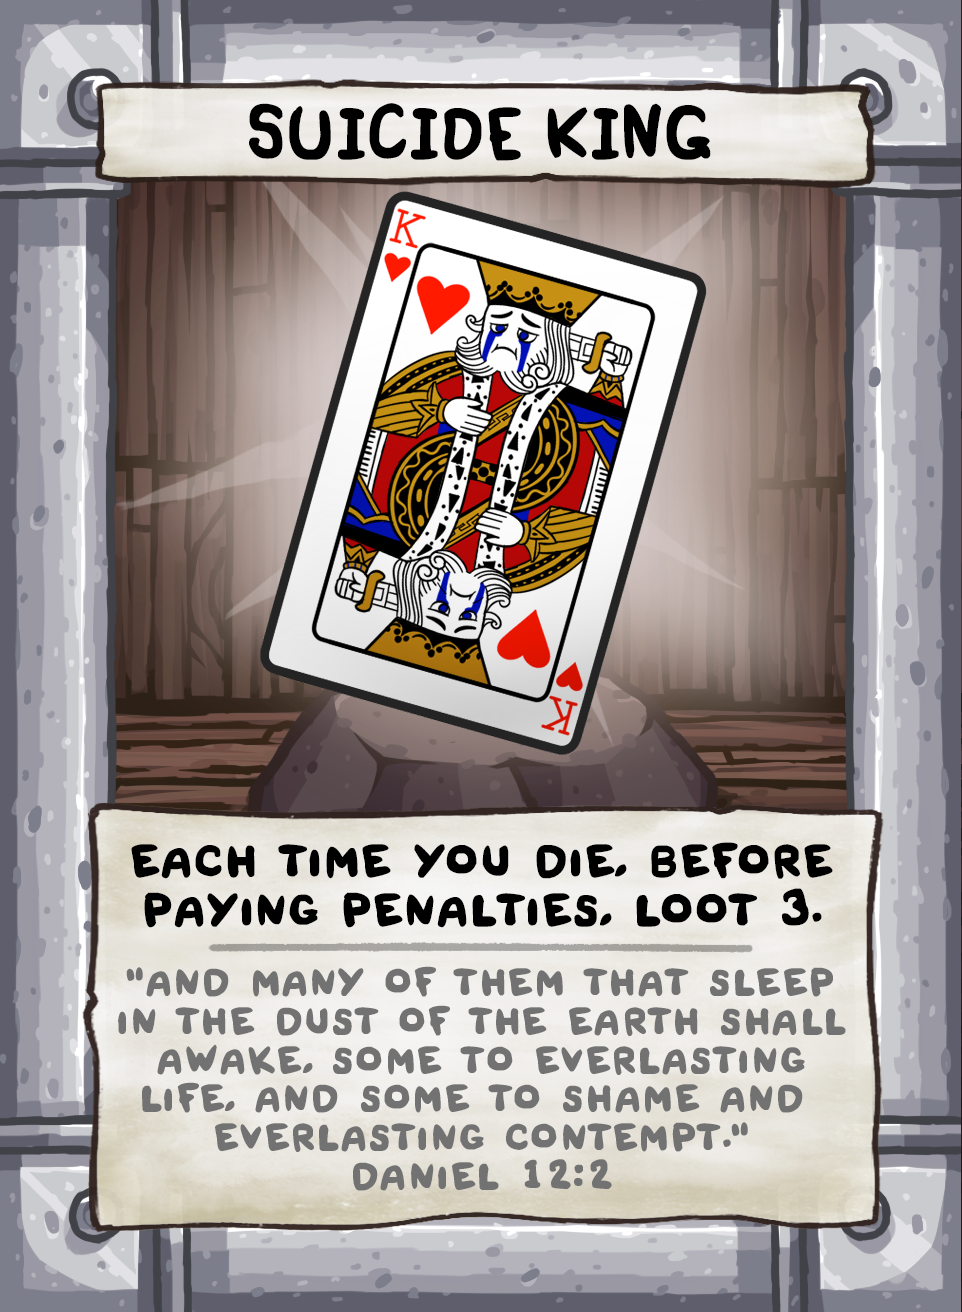 SUICIDE KING
K
K
EACH TIME YOU DIE, BEFORE
PAYING PENALTIES, LOOT 3.
"AND MANY OF THEM THAT SLEEP
IN THE DUST OF THE EARTH SHALL
AWAKE, SOME TO EVERLASTING
LIFE, AND SOME TO SHAME AND
EVERLASTING CONTEMPT."
DANIEL 12:2